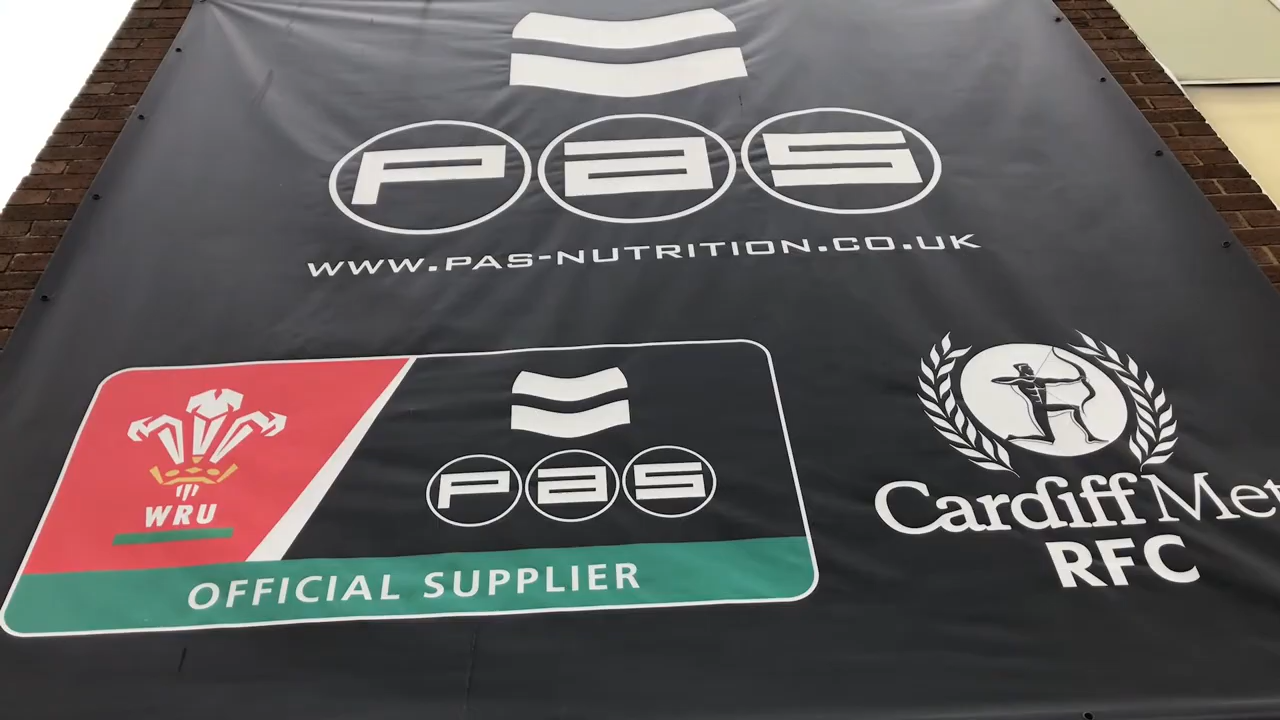 pas
WWW.PAS-NUTRITION.CO.UK
WRU
pas
OFFICIAL SUPPLIER
Cardiff Met
RFC